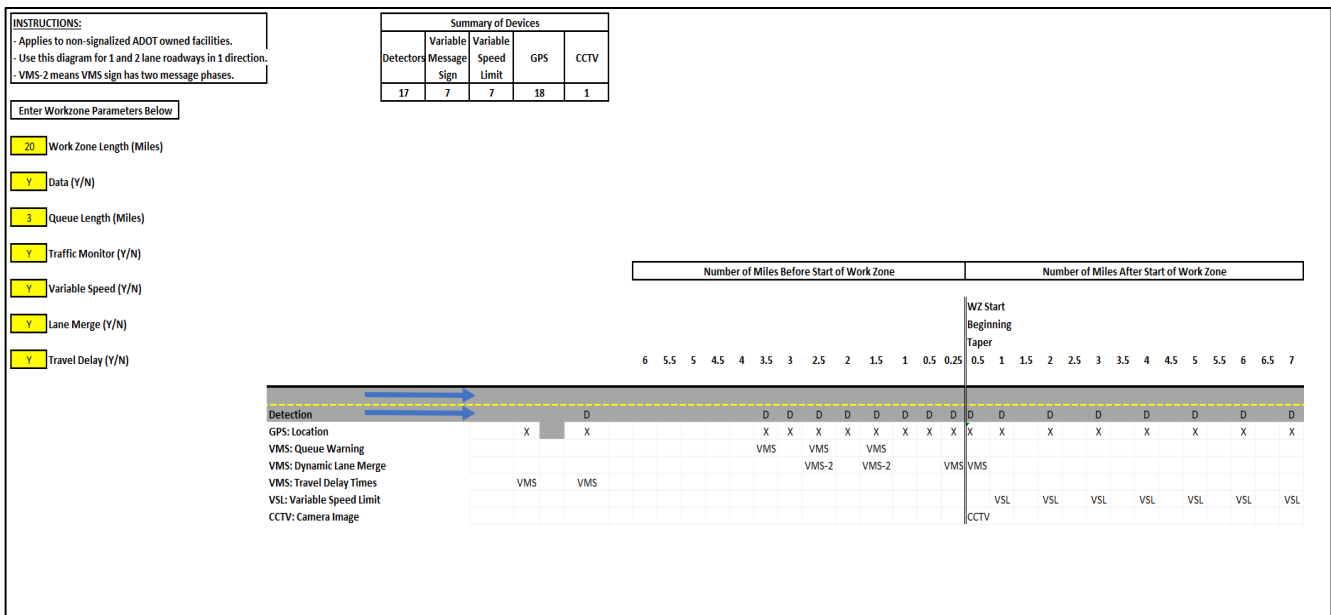 INSTRUCTIONS:
- Applies to non-signalized ADOT owned facilities.
- Use this diagram for 1 and 2 lane roadways in 1 direction.
- VMS-2 means VMS sign has two message phases.
Summary of Devices
Detectors Variable Message Sign Variable Speed Limit GPS CCTV
17 7 7 18 1
Enter Workzone Parameters Below
20 Work Zone Length (Miles)
Y Data (Y/N)
3 Queue Length (Miles)
Y Traffic Monitor (Y/N)
Y Variable Speed (Y/N)
Y Lane Merge (Y/N)
Y Travel Delay (Y/N)
Number of Miles Before Start of Work Zone Number of Miles After Start of Work Zone
WZ Start
Beginning
Taper
6 5.5 5 4.5 4 3.5 3 2.5 2 1.5 1 0.5 0.25 0.5 1 1.5 2 2.5 3 3.5 4 4.5 5 5.5 6 6.5 7
Detection D D D D D D D D D D D D D D D D D
GPS: Location X X X X X X X X X X X X X X X X X X
VMS: Queue Warning VMS VMS VMS
VMS: Dynamic Lane Merge VMS-2 VMS-2 VMS VMS
VMS: Travel Delay Times VMS VMS
VSL: Variable Speed Limit VSL VSL VSL VSL VSL VSL VSL
CCTV: Camera Image CCTV